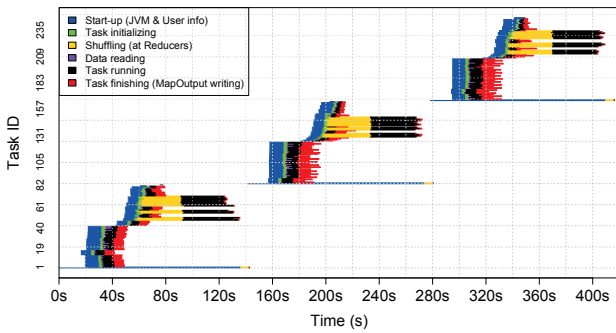 Start-up (JVM & User info)
Task initializing
Shuffling (at Reducers)
Data reading
Task running
Task finishing (MapOutput writing)
Task ID
235
209
183
157
131
105
82
61
40
19
1
0s 40s 80s 120s 160s 200s 240s 280s 320s 360s 400s
Time (s)